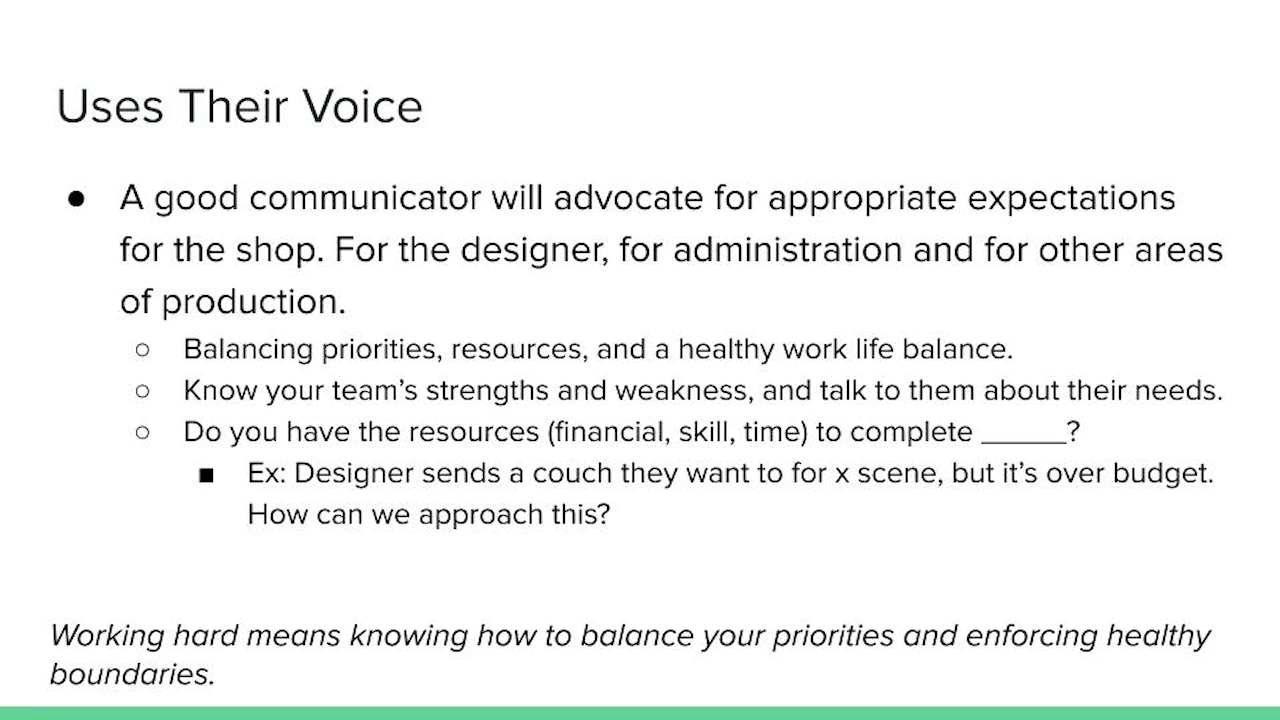 Uses Their Voice
● A good communicator will advocate for appropriate expectations
for the shop. For the designer, for administration and for other areas
of production.
○ Balancing priorities, resources, and a healthy work life balance.
○ Know your team’s strengths and weakness, and talk to them about their needs.
○ Do you have the resources (financial, skill, time) to complete ______?
■ Ex: Designer sends a couch they want to for x scene, but it’s over budget.
How can we approach this?
Working hard means knowing how to balance your priorities and enforcing healthy
boundaries.